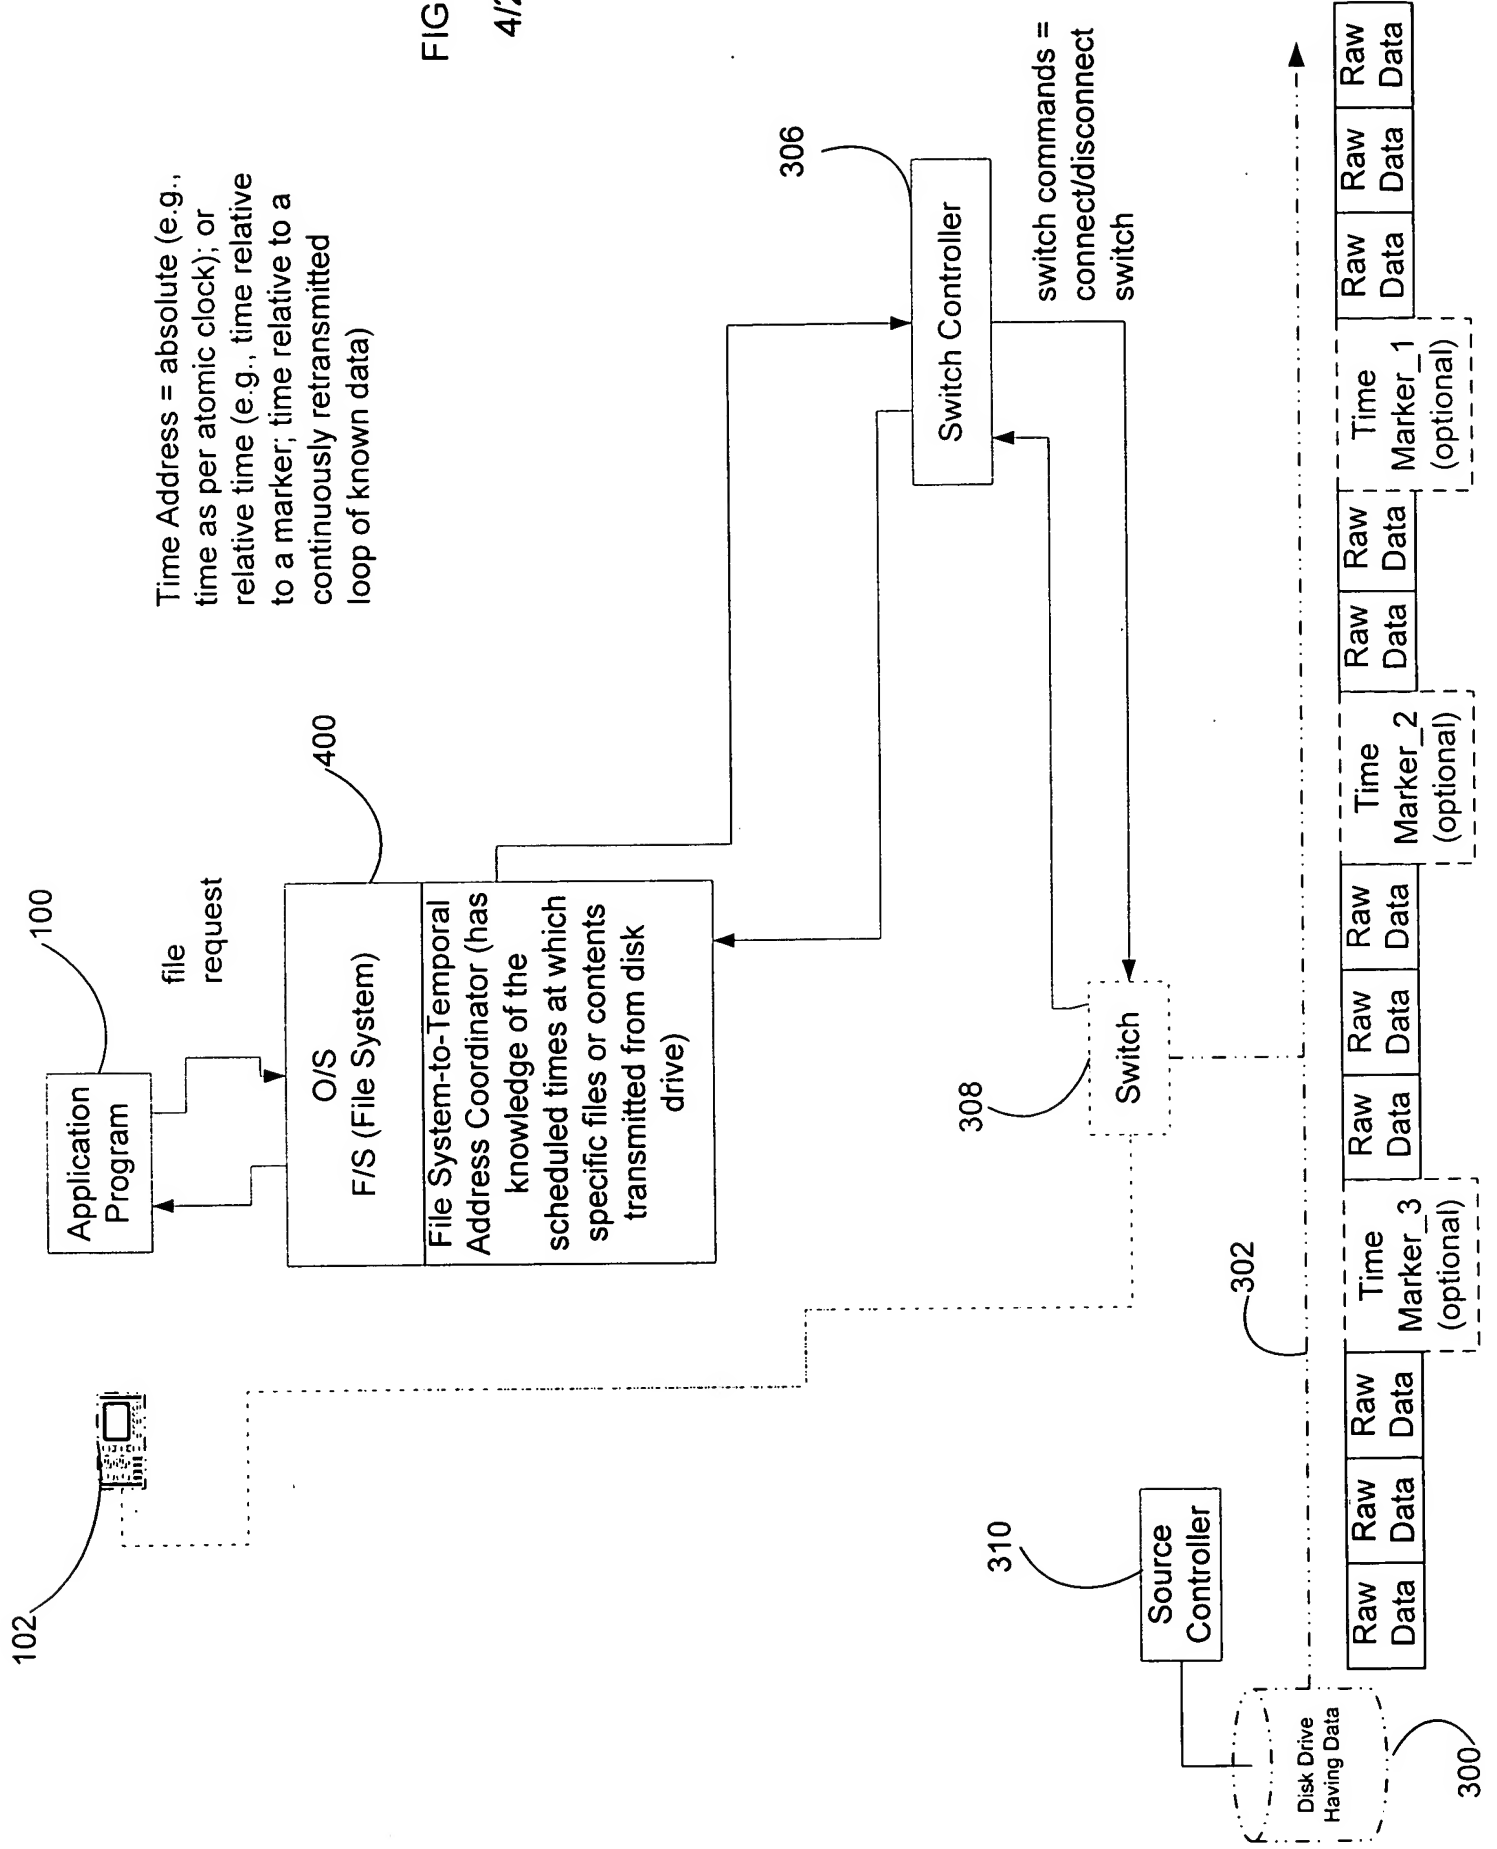 FIG
4/2
Time Address = absolute (e.g.,
time as per atomic clock); or
relative time (e.g., time relative
to a marker; time relative to a
continuously retransmitted
loop of known data)
102
100
Application
Program
file
request
400
O/S
F/S (File System)
File System-to-Temporal
Address Coordinator (has
knowledge of the
scheduled times at which
specific files or contents
transmitted from disk
drive)
306
Switch Controller
switch commands =
connect/disconnect
switch
308
Switch
310
Source
Controller
302
Disk Drive
Having Data
300
Raw
Data
Raw
Data
Raw
Data
Time
Marker_3
(optional)
Raw
Data
Raw
Data
Raw
Data
Time
Marker_2
(optional)
Raw
Data
Raw
Data
Time
Marker_1
(optional)
Raw
Data
Raw
Data
Raw
Data